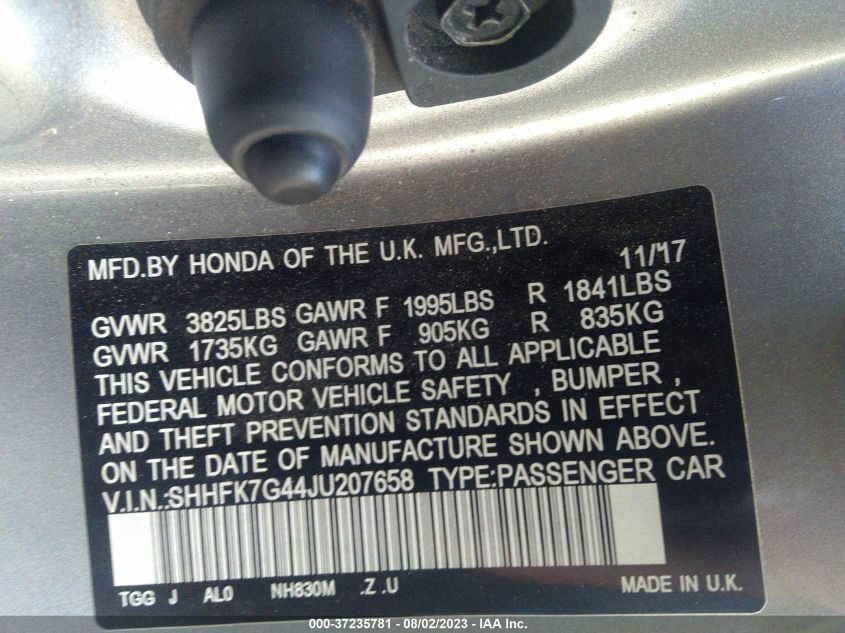 MFD.BY HONDA OF THE U.K. MFG.,LTD. 11/17
GVWR 3825LBS GAWR F 1995LBS R 1841LBS
GVWR 1735KG GAWR F 905KG R 835KG
THIS VEHICLE CONFORMS TO ALL APPLICABLE
FEDERAL MOTOR VEHICLE SAFETY , BUMPER ,
AND THEFT PREVENTION STANDARDS IN EFFECT
ON THE DATE OF MANUFACTURE SHOWN ABOVE.
V.I.N.:SHHFK7G44JU207658 TYPE:PASSENGER CAR
TGG J AL0 NH830M .Z .U MADE IN U.K.
000-37235781 - 08/02/2023 - IAA Inc.